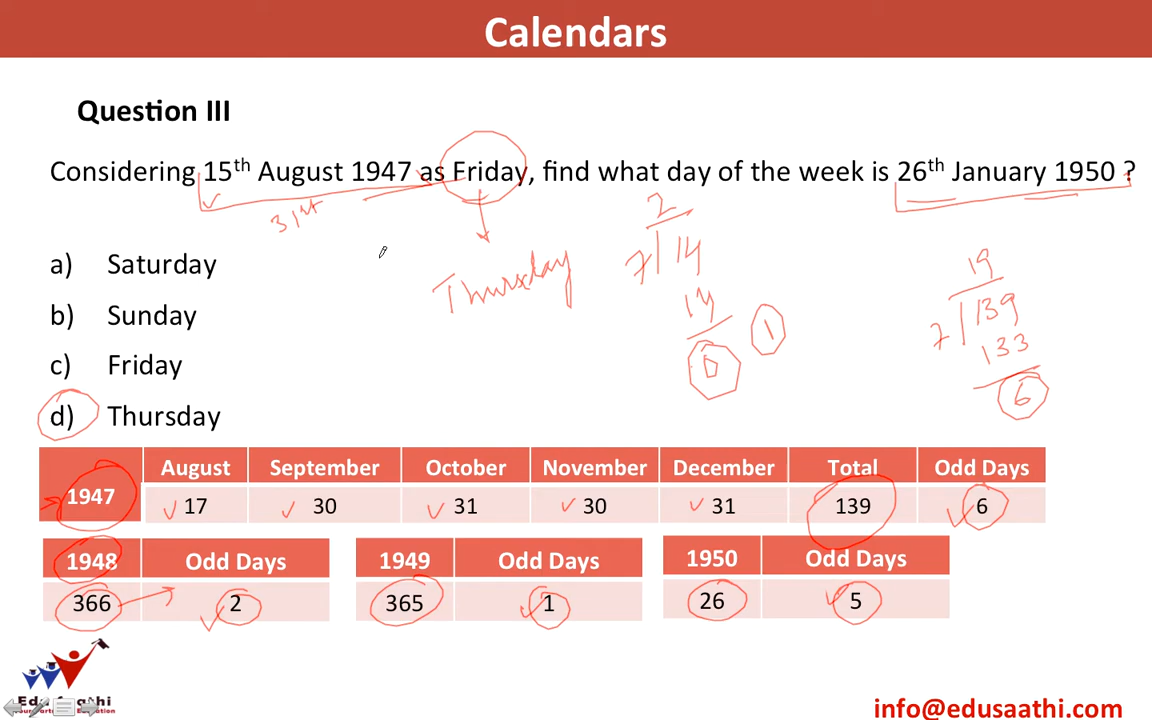 Calendars
Question III
Considering 15th August 1947 as Friday, find what day of the week is 26th January 1950 ?
31st
a) Saturday
b) Sunday
c) Friday
d) Thursday
Thursday
2
7 14
14
0 1
19
7 139
133
6
1947 August September October November December Total Odd Days
17 30 31 30 31 139 6
1948 Odd Days
366 2
1949 Odd Days
365 1
1950 Odd Days
26 5
info@edusaathi.com